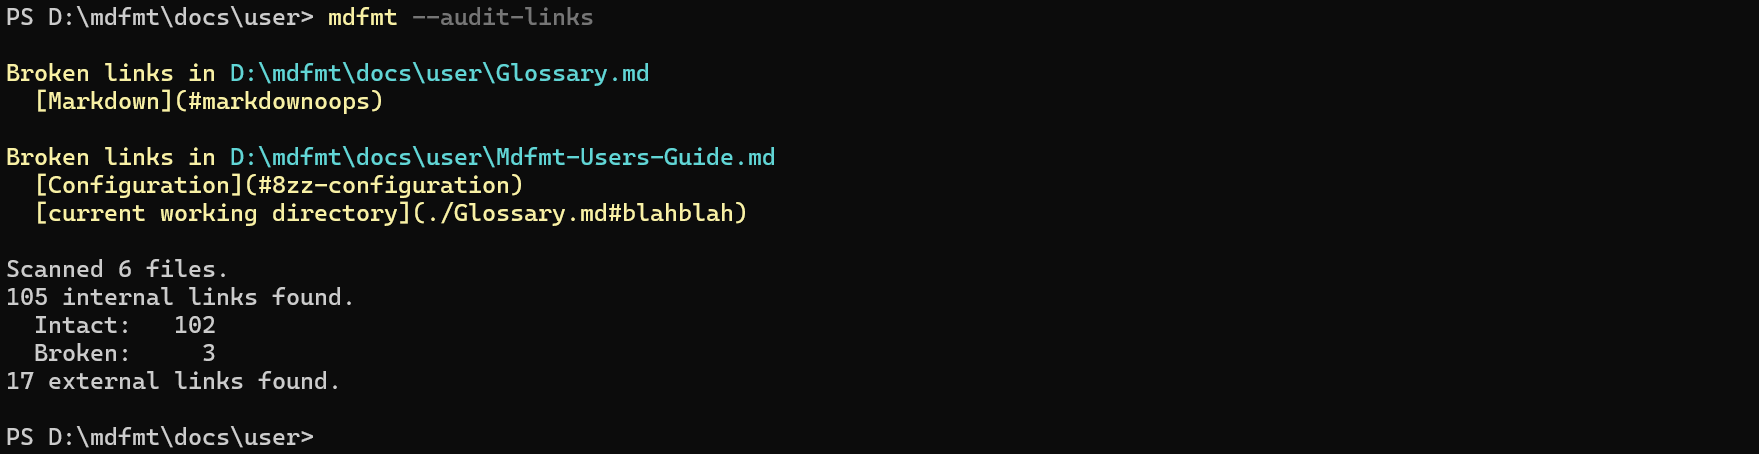 PS D:\mdfmt\docs\user> mdfmt --audit-links
Broken links in D:\mdfmt\docs\user\Glossary.md
  [Markdown](#markdownoops)
Broken links in D:\mdfmt\docs\user\Mdfmt-Users-Guide.md
  [Configuration](#8zz-configuration)
  [current working directory](./Glossary.md#blahblah)
Scanned 6 files.
105 internal links found.
  Intact:   102
  Broken:     3
17 external links found.
PS D:\mdfmt\docs\user>